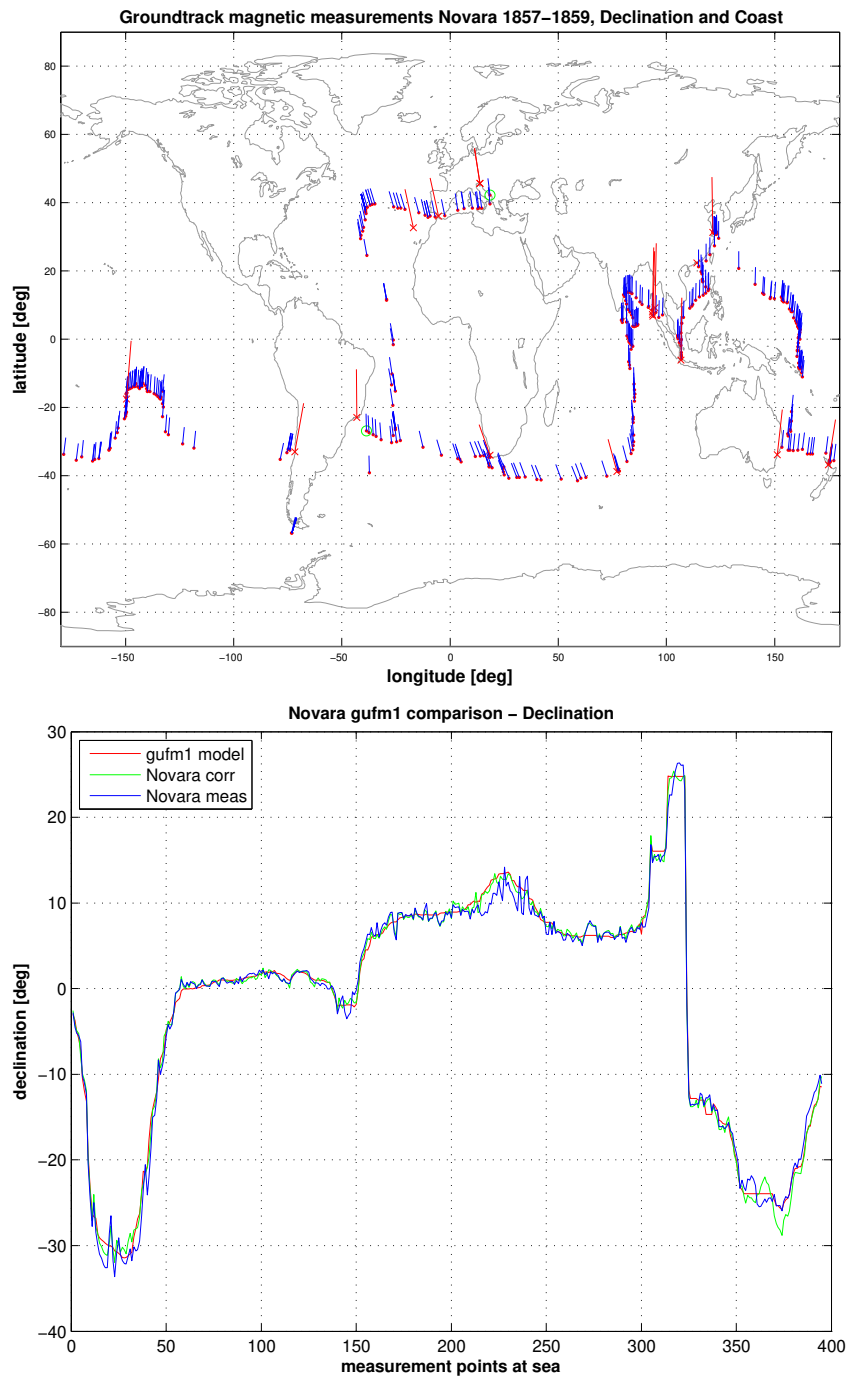 Groundtrack magnetic measurements Novara 1857−1859, Declination and Coast
latitude [deg]
80
60
40
20
0
−20
−40
−60
−80
−150 −100 −50 0 50 100 150
longitude [deg]
Novara gufm1 comparison − Declination
gufm1 model
Novara corr
Novara meas
declination [deg]
30
20
10
0
−10
−20
−30
−40
0 50 100 150 200 250 300 350 400
measurement points at sea